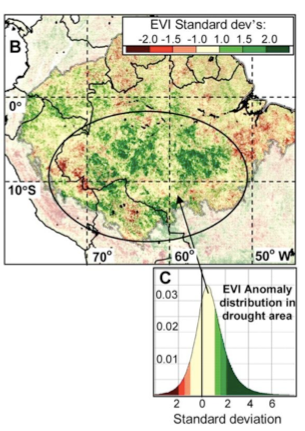 EVI Standard dev's:
-2.0 -1.5 -1.0 1.0 1.5 2.0
B
0°
10°S
70° 60° 50° W
C
EVI Anomaly
distribution in
drought area
0.03
0.02
0.01
2 0 2 4 6
Standard deviation